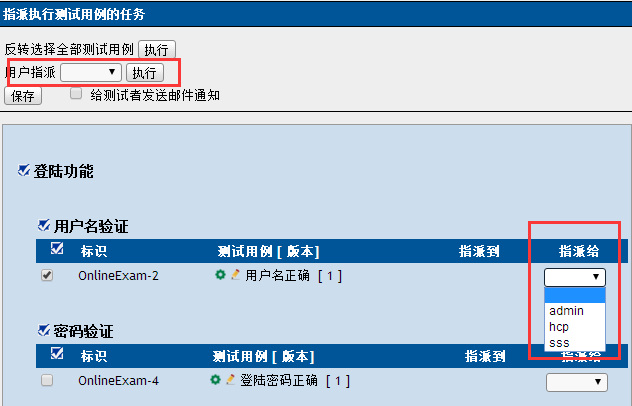 指派执行测试用例的任务
反转选择全部测试用例 执行
用户指派 执行
保存 给测试者发送邮件通知
登陆功能
用户名验证
标识 测试用例 [ 版本] 指派到 指派给
OnlineExam-2 用户名正确 [ 1 ]
admin
hcp
sss
密码验证
标识 测试用例 [ 版本] 指派到 指派给
OnlineExam-4 登陆密码正确 [ 1 ]